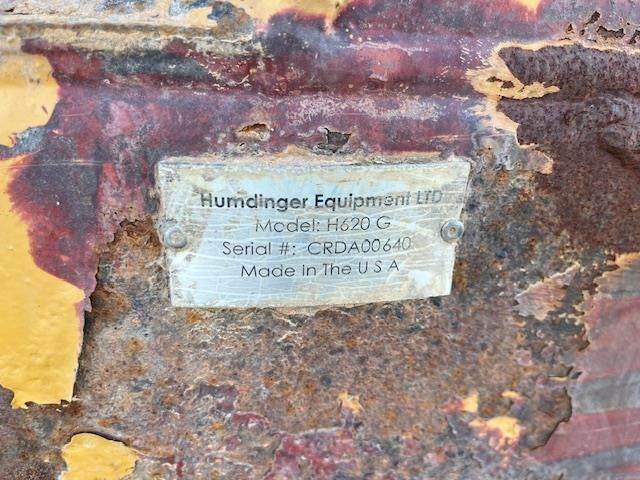 Humdinger Equipment LTD
Model: H620 G
Serial #: CRDA00640
Made In The U S A